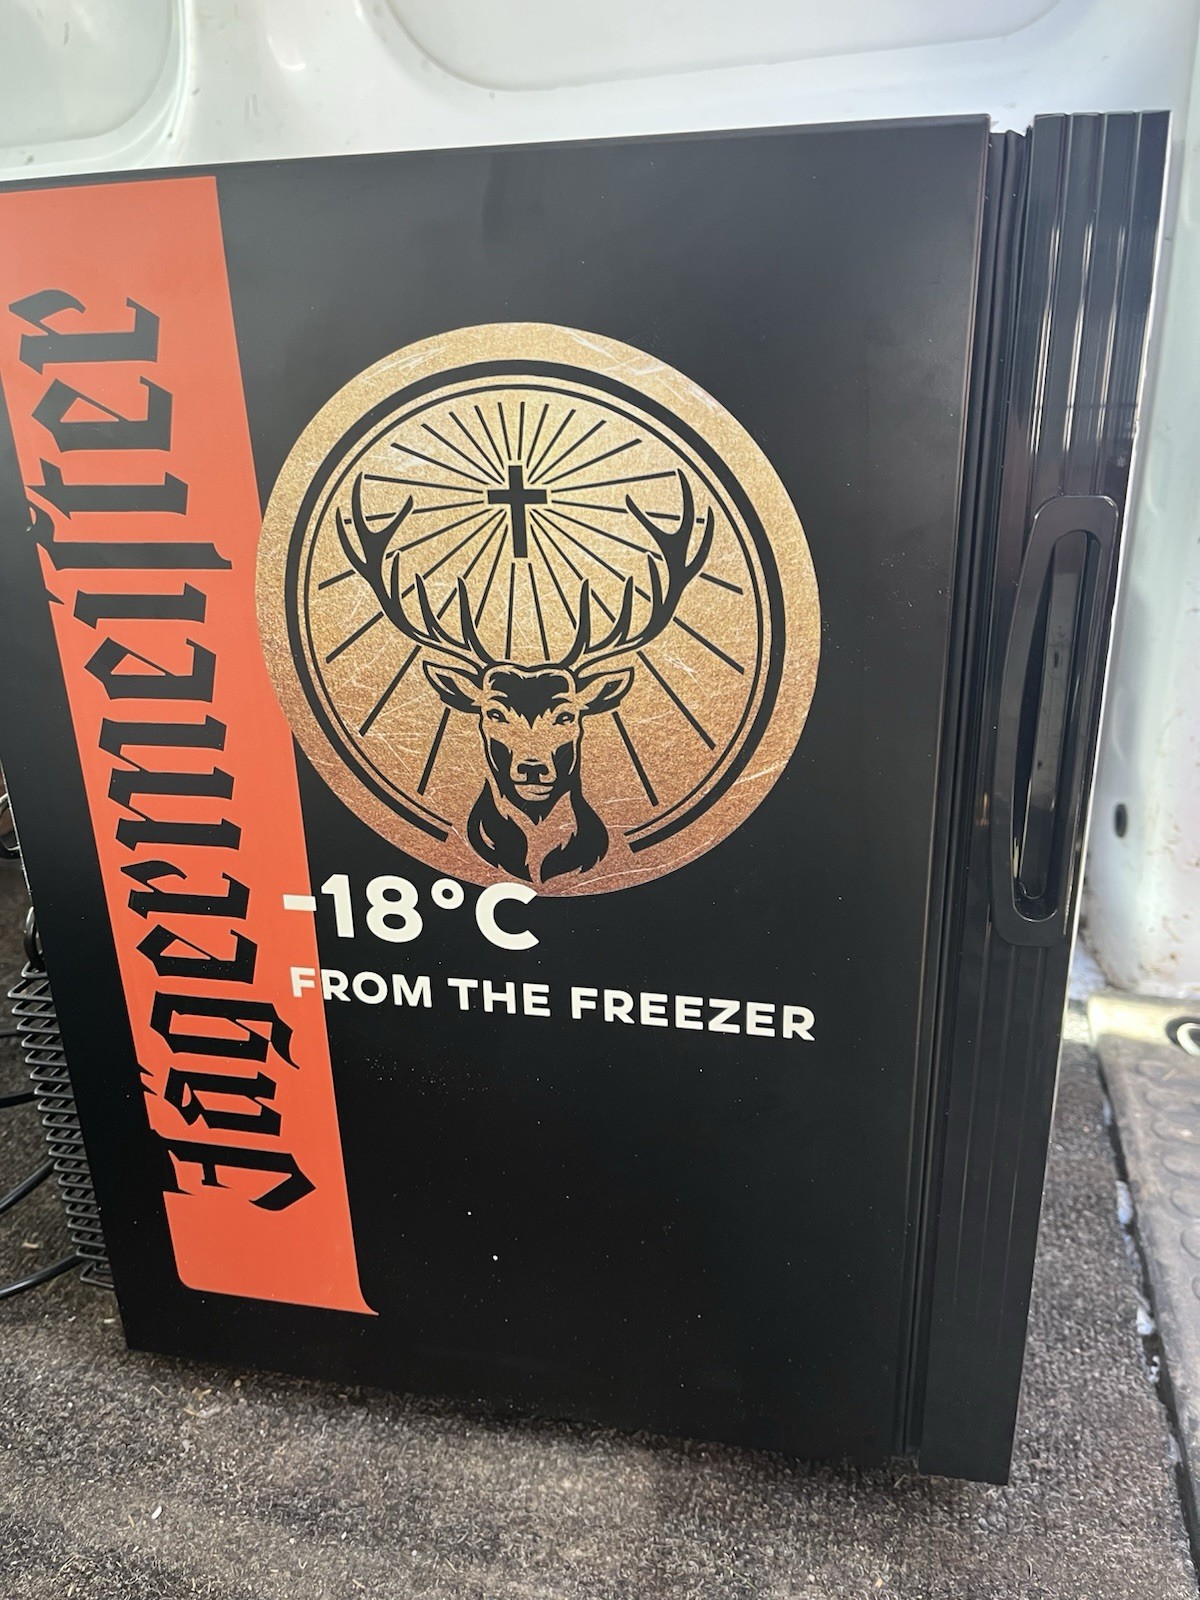 Jägermeister
-18°C
FROM THE FREEZER